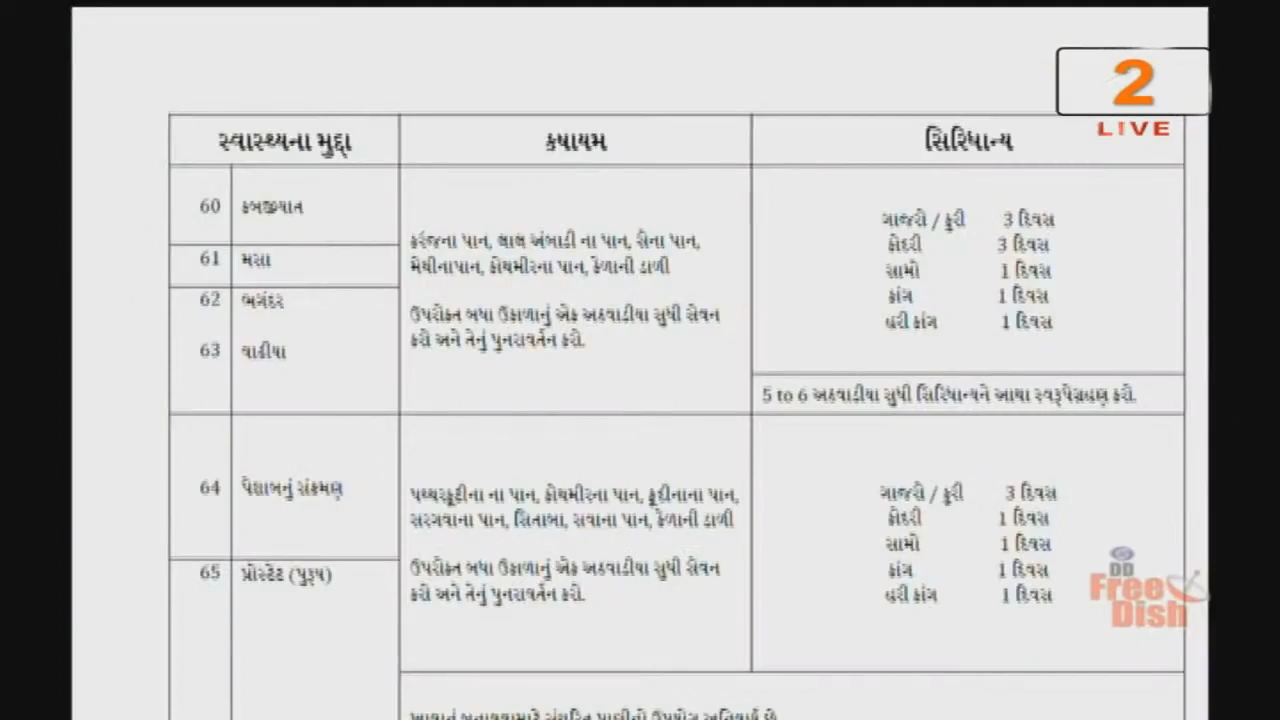 2
LIVE
સ્વાસ્થ્યના મુદ્દા
કષાયમ
સિરિધાન્ય
60 કબજીયાત
61 મસા
62 ભગંદર
63 વાઢીયા
કરંજના પાન, લાલ અંબાડી ના પાન, સેના પાન,
મેથીનાપાન, કોથમીરના પાન, કેળાની ડાળી
ઉપરોક્ત બધા ઉકાળાનું એક અઠવાડીયા સુધી સેવન
કરો અને તેનું પુનરાવર્તન કરો.
ગાજરો / કુરી 3 દિવસ
કોદરી 3 દિવસ
સામો 1 દિવસ
કાંગ 1 દિવસ
હરી કાંગ 1 દિવસ
5 to 6 અઠવાડીયા સુધી સિરિધાન્યને આથા સ્વરૂપેગ્રહણ કરો.
64 પેશાબનું સંક્રમણ
65 પ્રોસ્ટેટ (પુરૂષ)
પથ્થરફૂદીના ના પાન, કોથમીરના પાન, ફૂદીનાના પાન,
સરગવાના પાન, સિતાબા, સવાના પાન, કેળાની ડાળી
ઉપરોક્ત બધા ઉકાળાનું એક અઠવાડીયા સુધી સેવન
કરો અને તેનું પુનરાવર્તન કરો.
ગાજરો / કુરી 3 દિવસ
કોદરી 1 દિવસ
સામો 1 દિવસ
કાંગ 1 દિવસ
હરી કાંગ 1 દિવસ
DD
Free
Dish